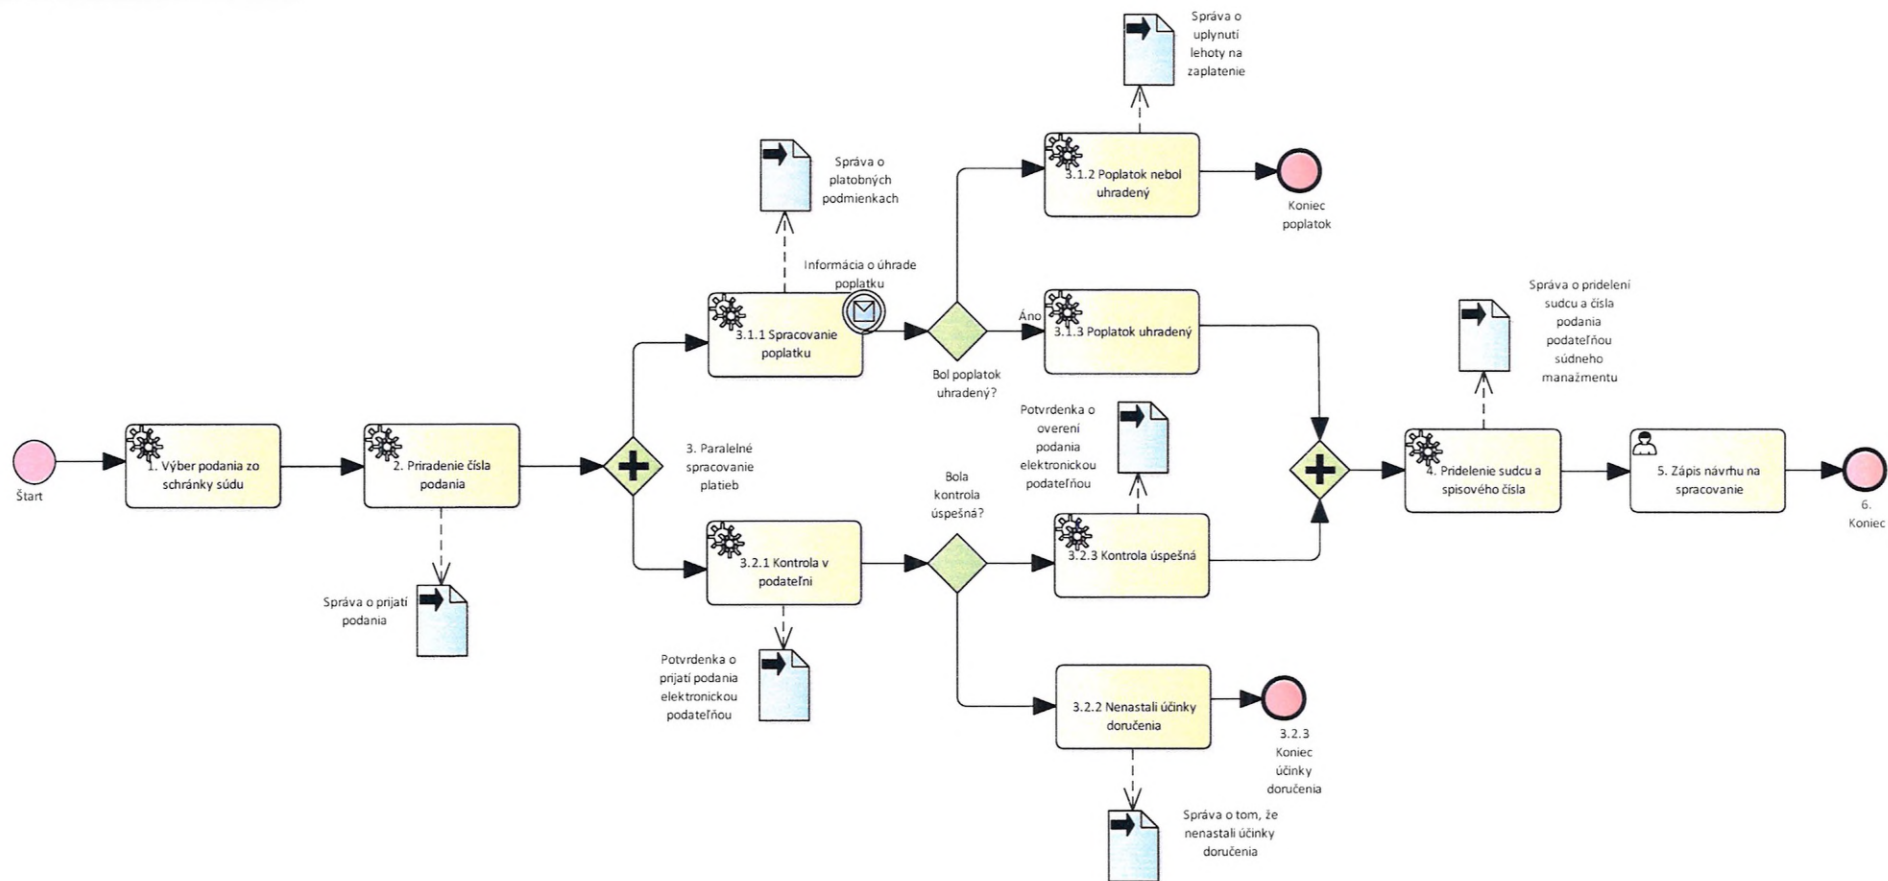 Správa o
uplynutí
lehoty na
zaplatenie
Správa o
platobných
podmienkach
3.1.2 Poplatok nebol
uhradený
Koniec
poplatok
Informácia o úhrade
poplatku
3.1.1 Spracovanie
poplatku
Áno
3.1.3 Poplatok uhradený
Bol poplatok
uhradený?
Správa o pridelení
sudcu a čísla
podania
podateľňou
súdneho
manažmentu
Štart
1. Výber podania zo
schránky súdu
2. Priradenie čísla
podania
3. Paralelné
spracovanie
platieb
Potvrdenka o
overení
podania
elektronickou
podateľňou
Bola
kontrola
úspešná?
4. Pridelenie sudcu a
spisového čísla
5. Zápis návrhu na
spracovanie
6.
Koniec
3.2.1 Kontrola v
podateľni
3.2.3 Kontrola úspešná
Správa o prijatí
podania
Potvrdenka o
prijatí podania
elektronickou
podateľňou
3.2.2 Nenastali účinky
doručenia
3.2.3
Koniec
účinky
doručenia
Správa o tom, že
nenastali účinky
doručenia